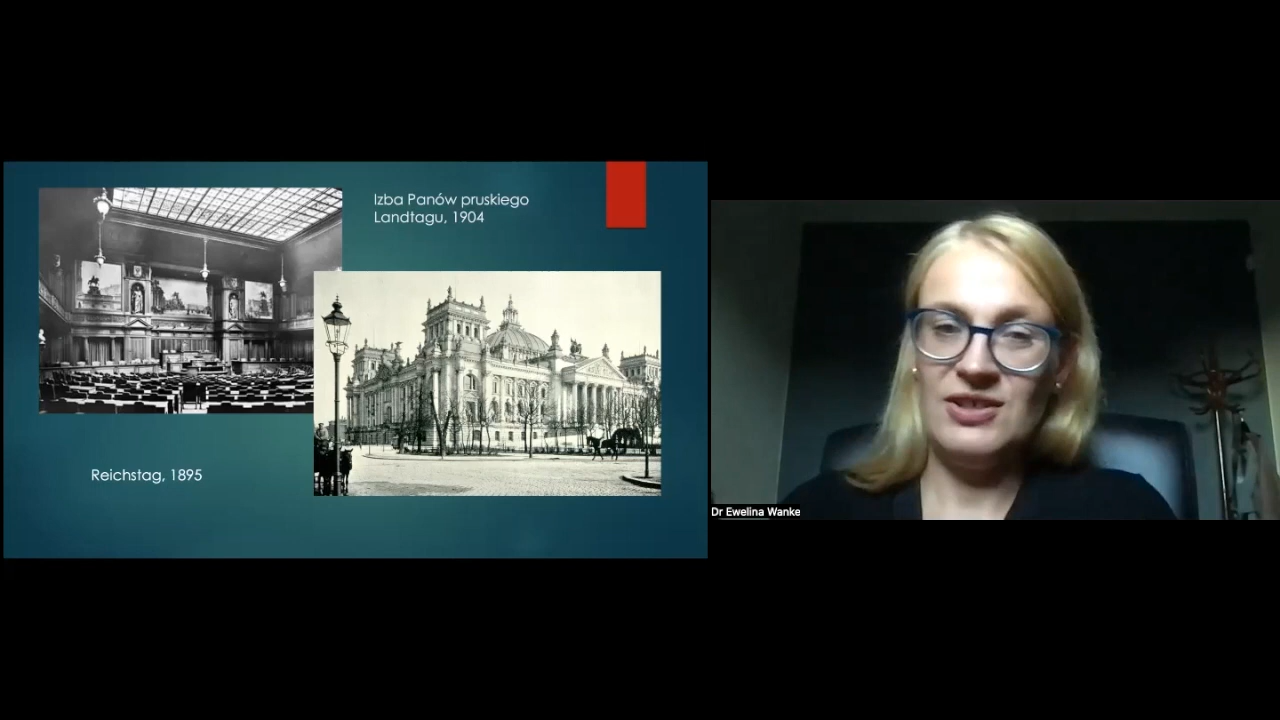 Izba Panów pruskiego
Landtagu, 1904
Reichstag, 1895
Dr Ewelina Wanke